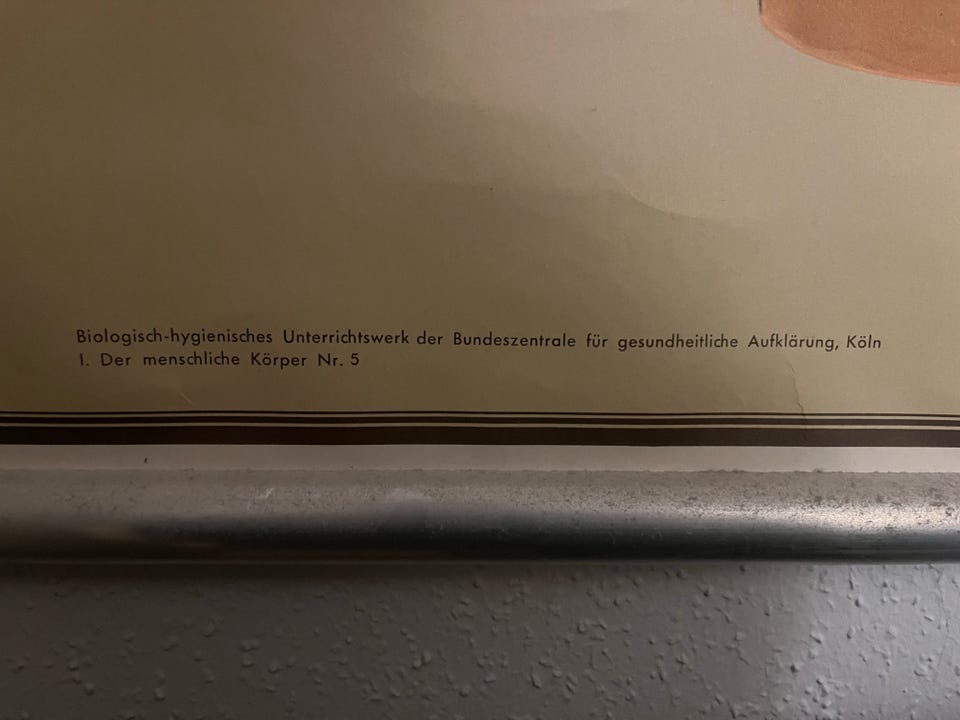 Biologisch-hygienisches Unterrichtswerk der Bundeszentrale für gesundheitliche Aufklärung, Köln
I. Der menschliche Körper Nr. 5